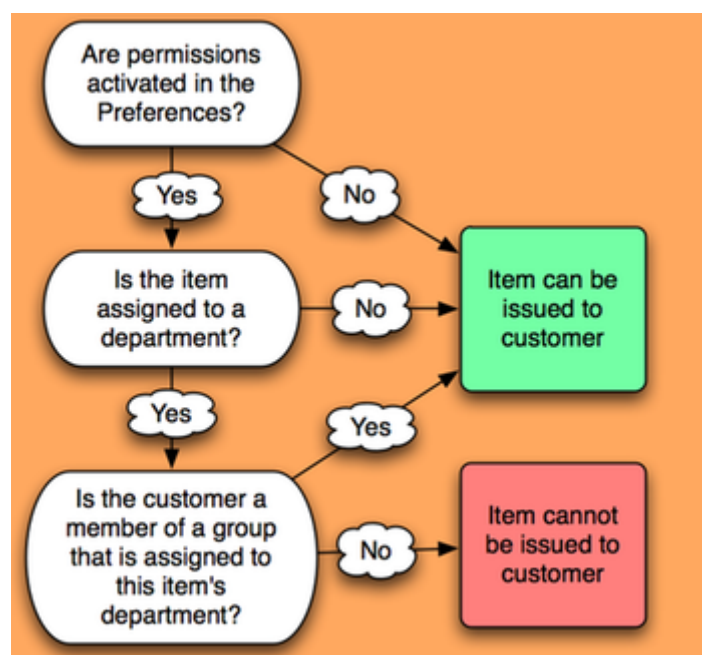 Are permissions
activated in the
Preferences?
Yes
No
Is the item
assigned to a
department?
No
Item can be
issued to
customer
Yes
Yes
Is the customer a
member of a group
that is assigned to
this item's
department?
No
Item cannot
be issued to
customer